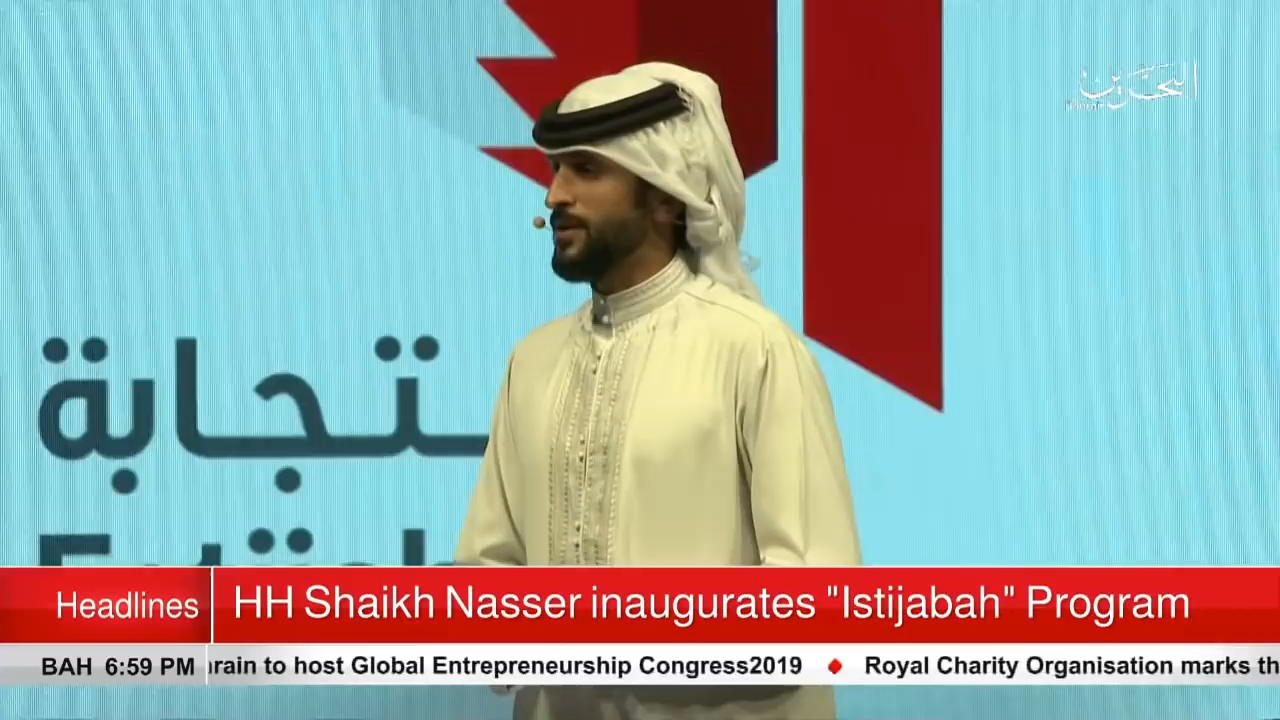 البحرين
ـتجابة
Headlines
HH Shaikh Nasser inaugurates "Istijabah" Program
BAH 6:59 PM
rain to host Global Entrepreneurship Congress2019 ♦ Royal Charity Organisation marks th